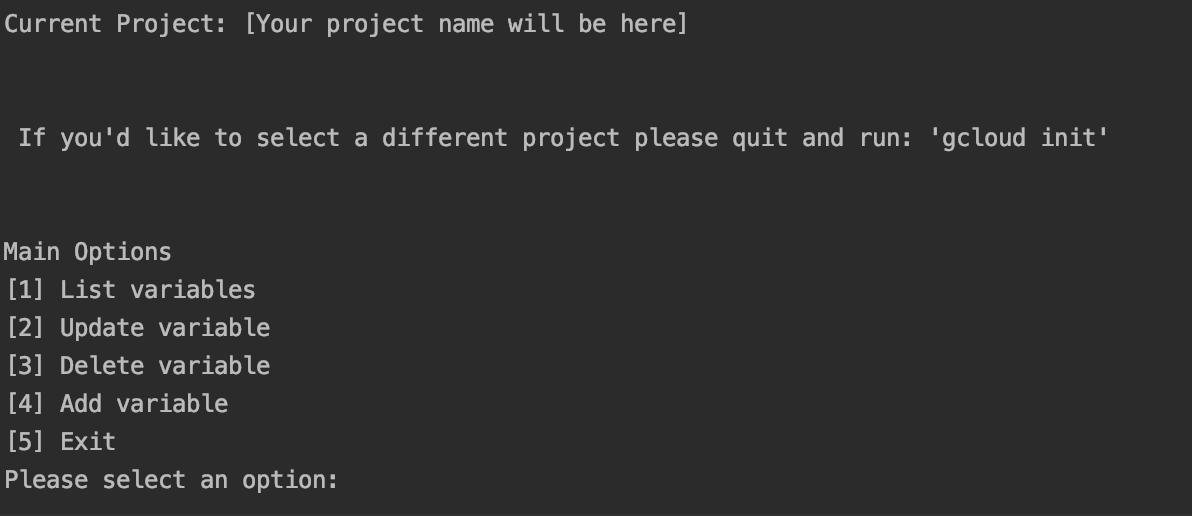 Current Project: [Your project name will be here]
If you'd like to select a different project please quit and run: 'gcloud init'
Main Options
[1] List variables
[2] Update variable
[3] Delete variable
[4] Add variable
[5] Exit
Please select an option: